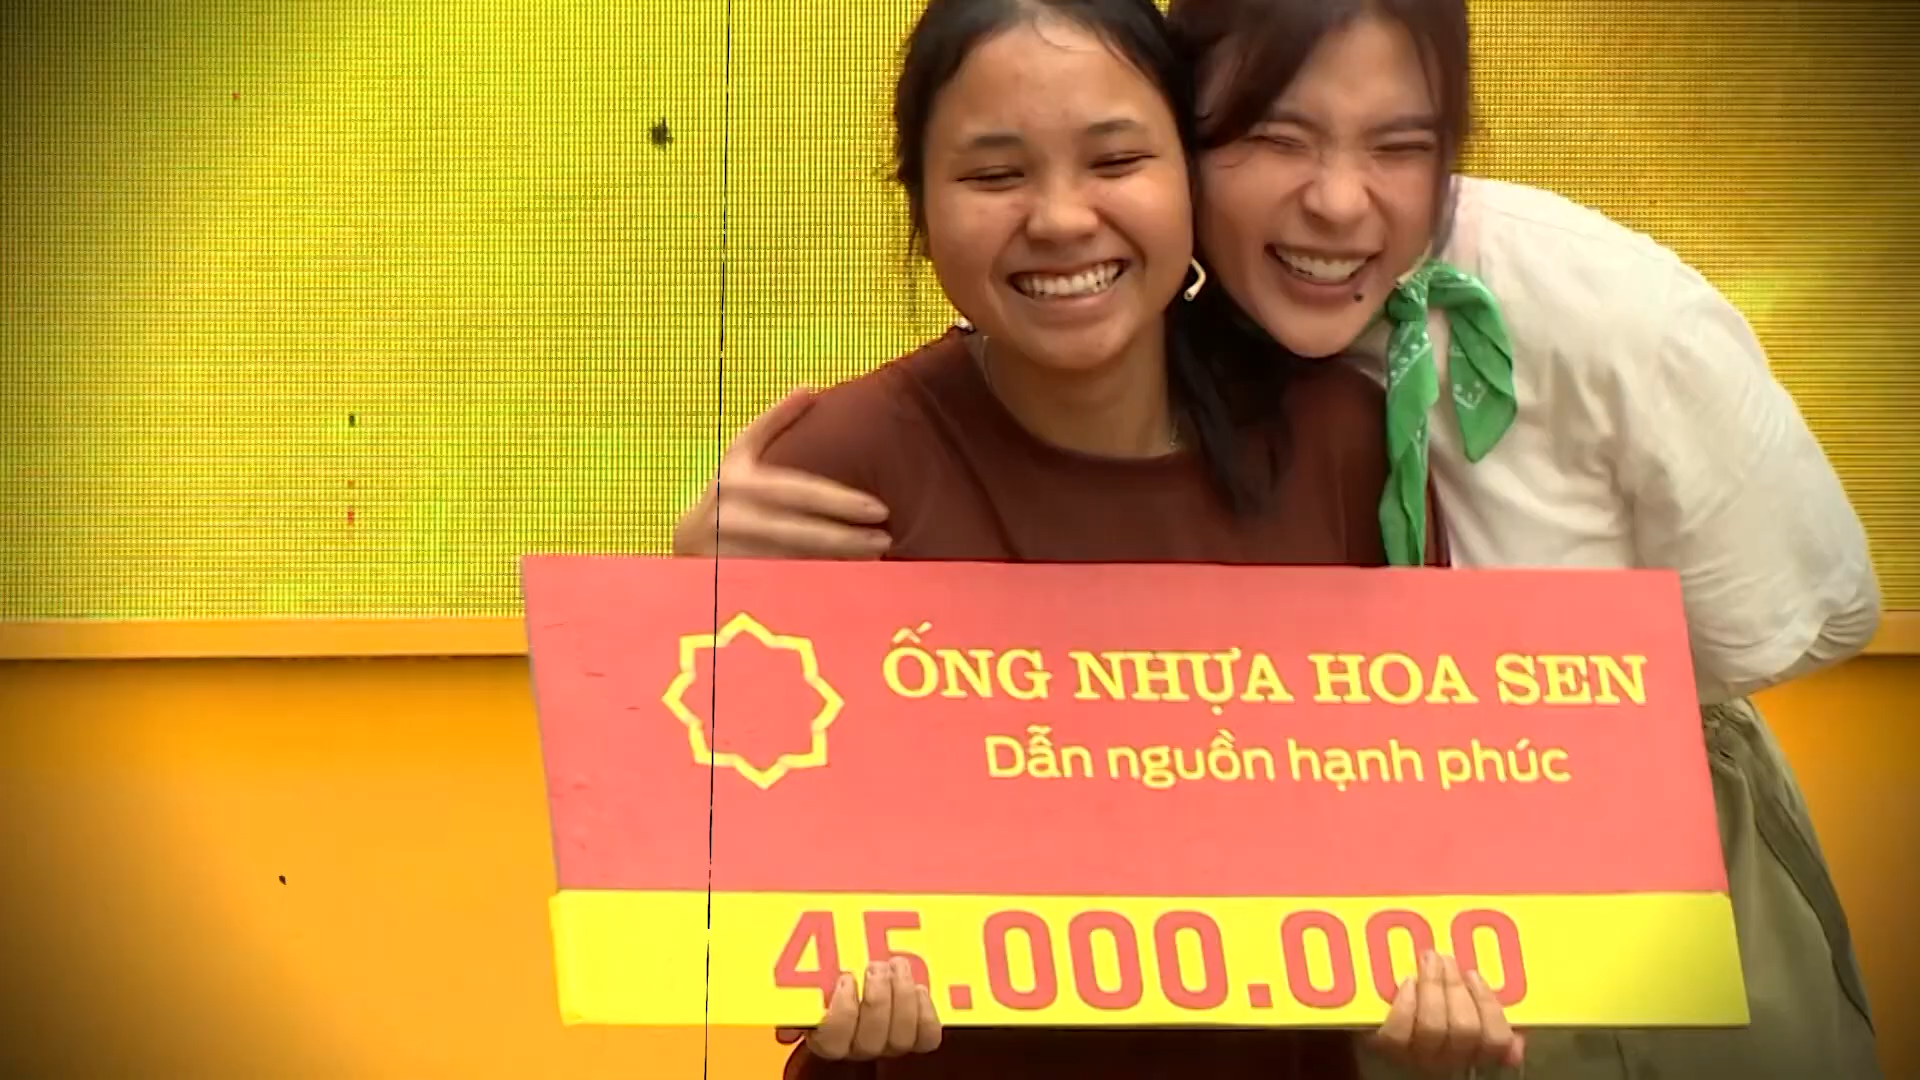 ỐNG NHỰA HOA SEN
Dẫn nguồn hạnh phúc
45.000.000